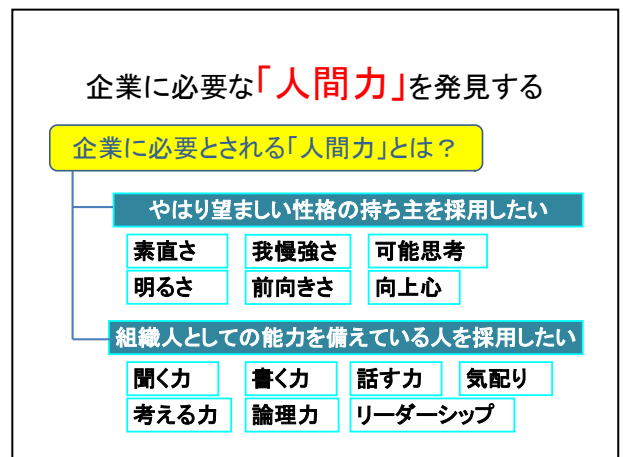 企業に必要な「人間力」を発見する
企業に必要とされる「人間力」とは？
やはり望ましい性格の持ち主を採用したい
素直さ 我慢強さ 可能思考
明るさ 前向きさ 向上心
組織人としての能力を備えている人を採用したい
聞く力 書く力 話す力 気配り
考える力 論理力 リーダーシップ